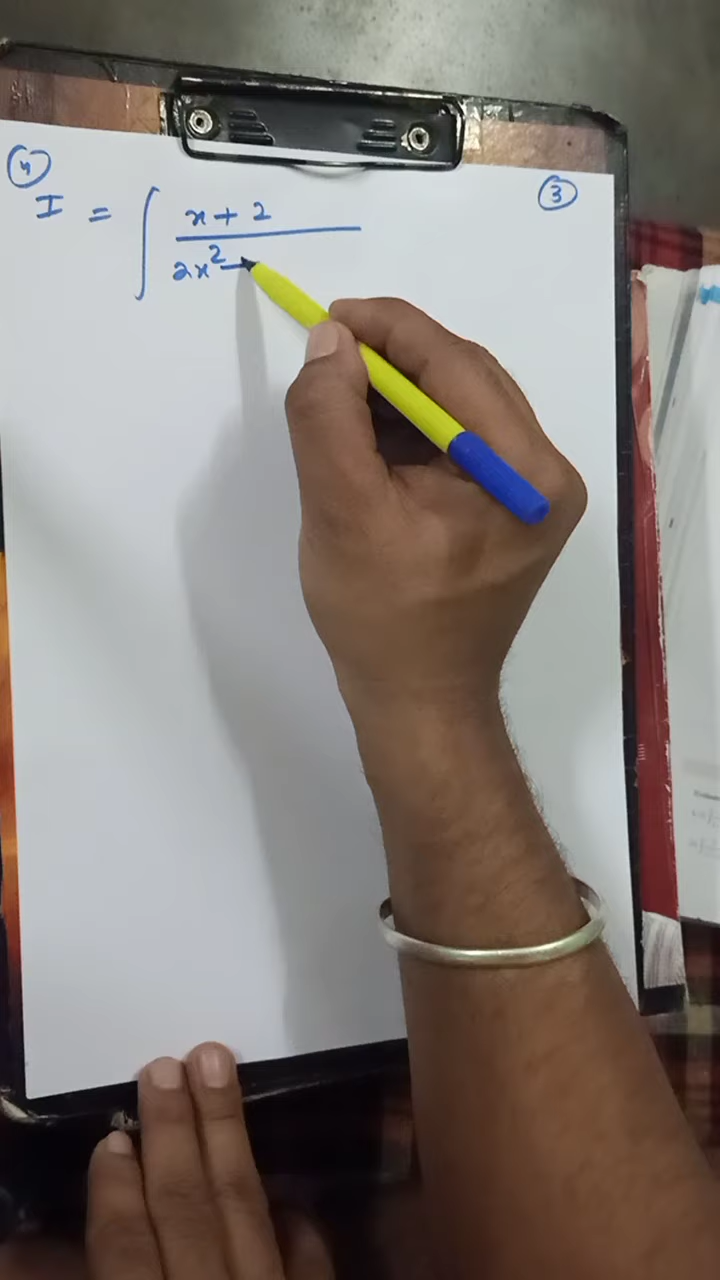 ④ ③
I = ∫ x + 2
2x² −